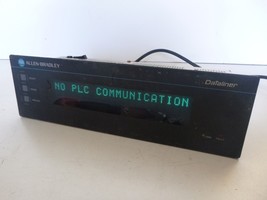 ALLEN-BRADLEY
Dataliner
NO PLC COMMUNICATION